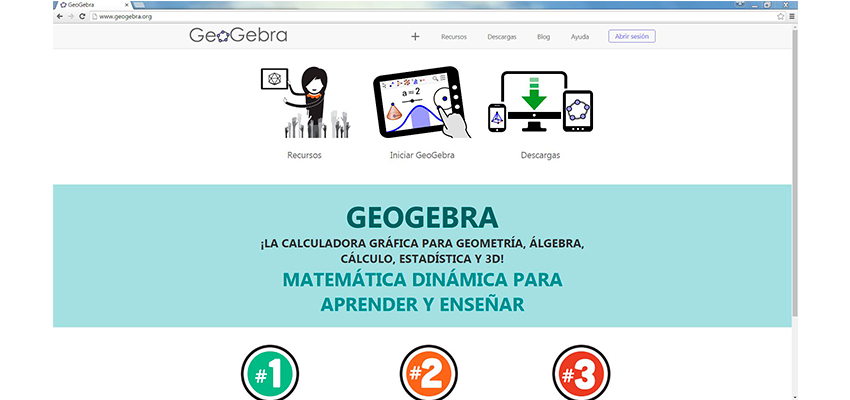 GeoGebra
www.geogebra.org
GeoGebra
+ Recursos Descargas Blog Ayuda Abrir sesión
a = 2
Recursos Iniciar GeoGebra Descargas
GEOGEBRA
¡LA CALCULADORA GRÁFICA PARA GEOMETRÍA, ÁLGEBRA,
CÁLCULO, ESTADÍSTICA Y 3D!
MATEMÁTICA DINÁMICA PARA
APRENDER Y ENSEÑAR
#1 #2 #3